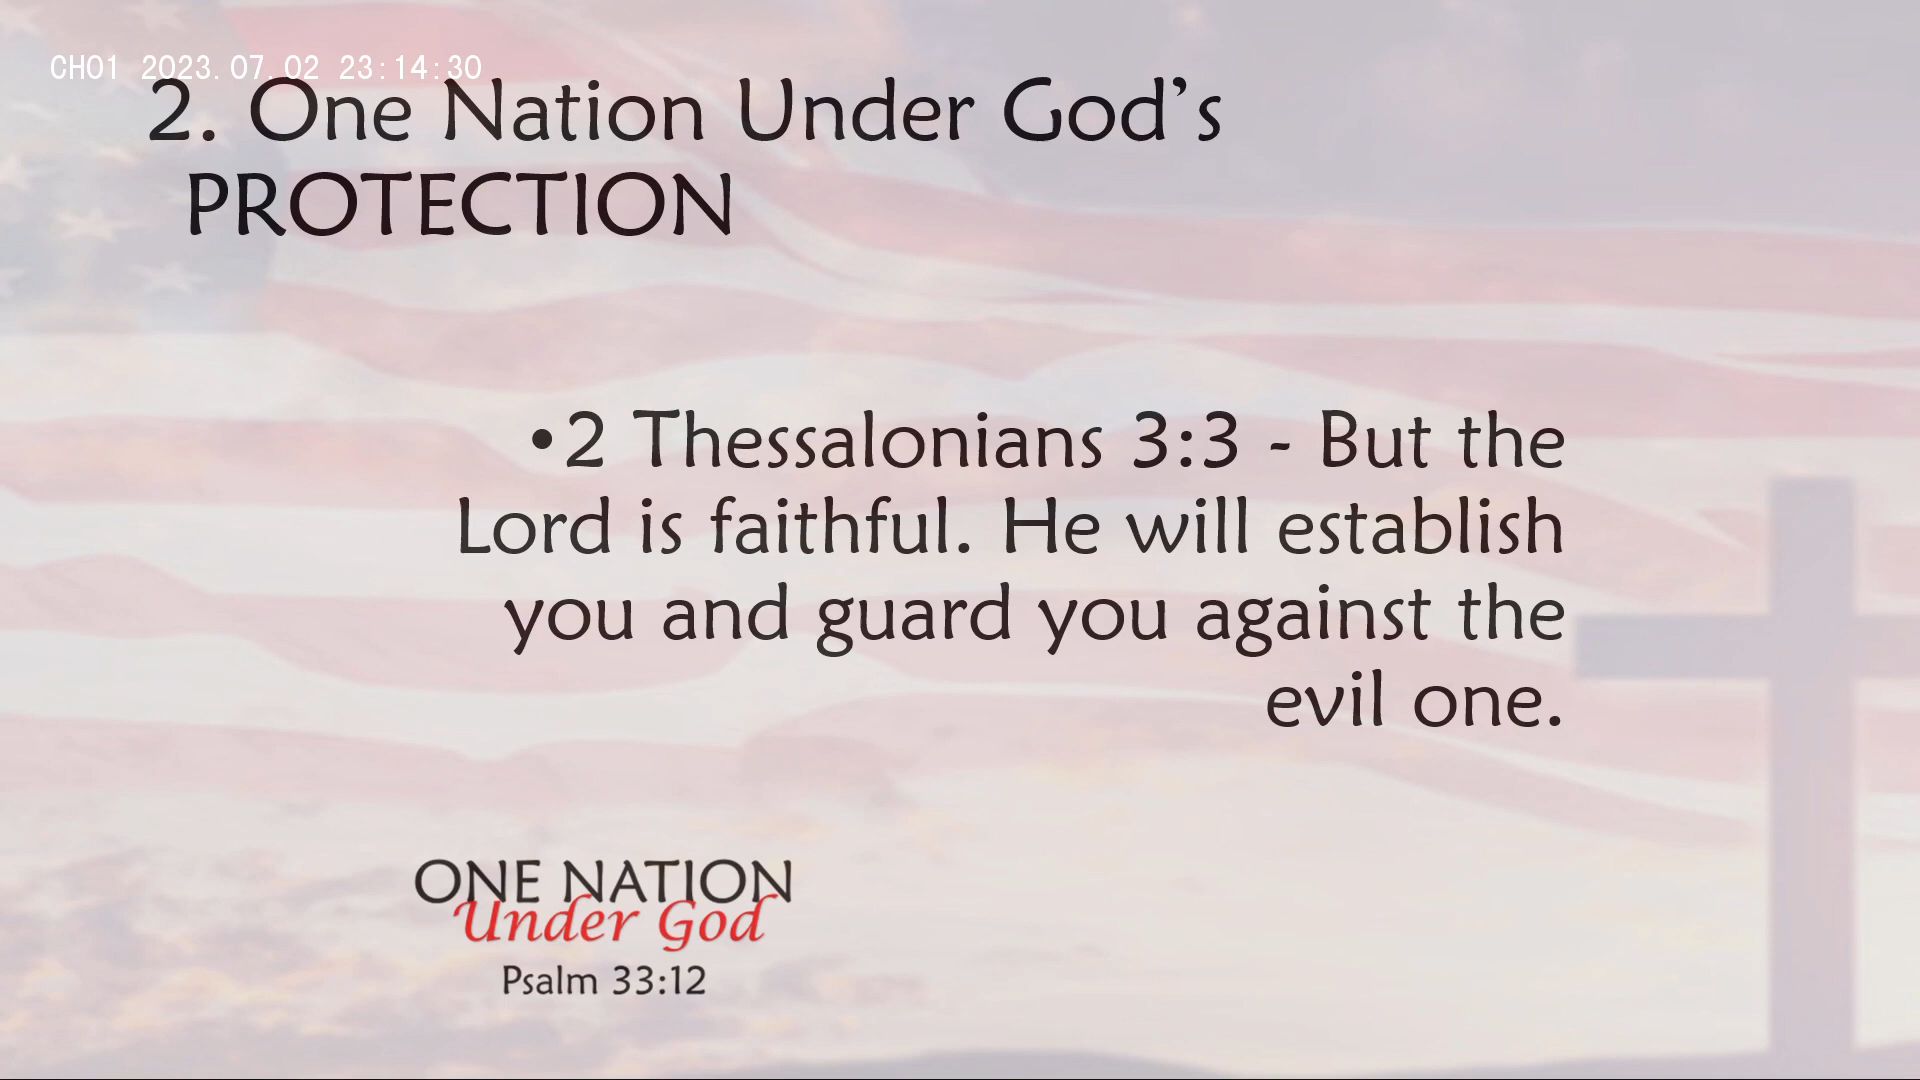 CH01 2023.07.02 23:14:30
2. One Nation Under God’s
PROTECTION
•2 Thessalonians 3:3 - But the
Lord is faithful. He will establish
you and guard you against the
evil one.
ONE NATION
Under God
Psalm 33:12